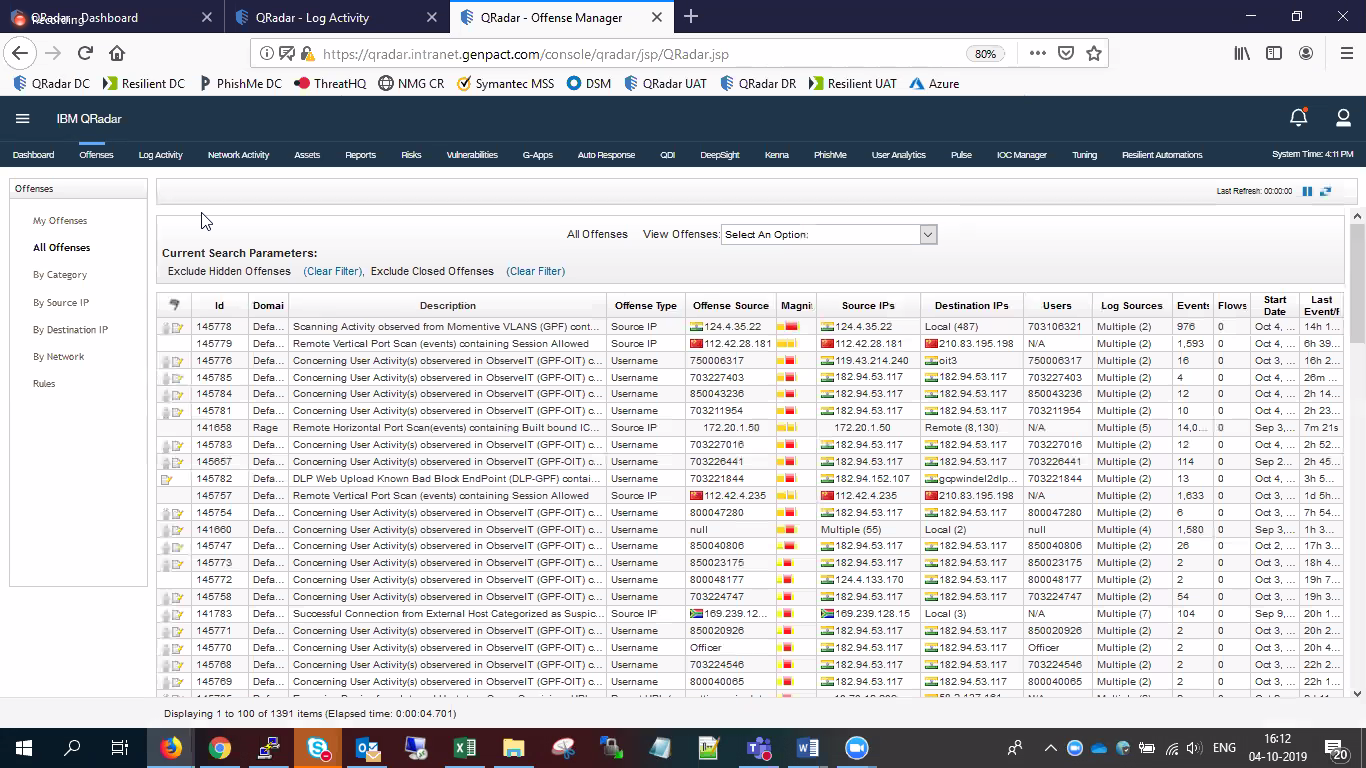 Recording Dashboard
QRadar - Log Activity
QRadar - Offense Manager
https://qradar.intranet.genpact.com/console/qradar/jsp/QRadar.jsp 80%
QRadar DC Resilient DC PhishMe DC ThreatHQ NMG CR Symantec MSS DSM QRadar UAT QRadar DR Resilient UAT Azure
IBM QRadar
Dashboard Offenses Log Activity Network Activity Assets Reports Risks Vulnerabilities G-Apps Auto Response QDI DeepSight Kenna PhishMe User Analytics Pulse IOC Manager Tuning Resilient Automations System Time: 4:11 PM
Offenses
My Offenses
All Offenses
By Category
By Source IP
By Destination IP
By Network
Rules
Last Refresh: 00:00:00
All Offenses View Offenses: Select An Option:
Current Search Parameters:
Exclude Hidden Offenses (Clear Filter), Exclude Closed Offenses (Clear Filter)
Id Domai Description Offense Type Offense Source Magni Source IPs Destination IPs Users Log Sources Events Flows Start Date Last Event/F
145778 Defa... Scanning Activity observed from Momentive VLANS (GPF) cont... Source IP 124.4.35.22 124.4.35.22 Local (487) 703106321 Multiple (2) 976 0 Oct 4, ... 14h 1...
145779 Defa... Remote Vertical Port Scan (events) containing Session Allowed Source IP 112.42.28.181 112.42.28.181 210.83.195.198 N/A Multiple (2) 1,593 0 Oct 4, ... 6h 39...
145776 Defa... Concerning User Activity(s) observered in ObserveIT (GPF-OIT) c... Username 750006317 119.43.214.240 oit3 750006317 Multiple (2) 16 0 Oct 3, ... 16h 2...
145785 Defa... Concerning User Activity(s) observered in ObserveIT (GPF-OIT) c... Username 703227403 182.94.53.117 182.94.53.117 703227403 Multiple (2) 4 0 Oct 4, ... 26m ...
145784 Defa... Concerning User Activity(s) observered in ObserveIT (GPF-OIT) c... Username 850043236 182.94.53.117 182.94.53.117 850043236 Multiple (2) 12 0 Oct 4, ... 2h 14...
145781 Defa... Concerning User Activity(s) observered in ObserveIT (GPF-OIT) c... Username 703211954 182.94.53.117 182.94.53.117 703211954 Multiple (2) 10 0 Oct 4, ... 2h 23...
141658 Rage Remote Horizontal Port Scan(events) containing Built bound IC... Source IP 172.20.1.50 172.20.1.50 Remote (8,130) N/A Multiple (5) 14,0... 0 Sep 3,... 7m 21s
145783 Defa... Concerning User Activity(s) observered in ObserveIT (GPF-OIT) c... Username 703227016 182.94.53.117 182.94.53.117 703227016 Multiple (2) 12 0 Oct 4, ... 2h 52...
145657 Defa... Concerning User Activity(s) observered in ObserveIT (GPF-OIT) c... Username 703226441 182.94.53.117 182.94.53.117 703226441 Multiple (2) 114 0 Sep 2... 2h 45...
145782 Defa... DLP Web Upload Known Bad Block EndPoint (DLP-GPF) contai... Username 703221844 182.94.152.107 gcpwindel2dlp... 703221844 Multiple (2) 13 0 Oct 4, ... 3h 5...
145757 Defa... Remote Vertical Port Scan (events) containing Session Allowed Source IP 112.42.4.235 112.42.4.235 210.83.195.198 N/A Multiple (2) 1,633 0 Oct 3, ... 1d 5h...
145754 Defa... Concerning User Activity(s) observered in ObserveIT (GPF-OIT) c... Username 800047280 182.94.53.117 182.94.53.117 800047280 Multiple (2) 6 0 Oct 3, ... 7h 54...
141660 Defa... Concerning User Activity(s) observered in ObserveIT (GPF-OIT) c... Username null Multiple (55) Local (2) null Multiple (4) 1,580 0 Sep 3,... 1h 3...
145747 Defa... Concerning User Activity(s) observered in ObserveIT (GPF-OIT) c... Username 850040806 182.94.53.117 182.94.53.117 850040806 Multiple (2) 26 0 Oct 2, ... 17h 3...
145773 Defa... Concerning User Activity(s) observered in ObserveIT (GPF-OIT) c... Username 850023175 182.94.53.117 182.94.53.117 850023175 Multiple (2) 2 0 Oct 3, ... 18h 4...
145772 Defa... Concerning User Activity(s) observered in ObserveIT (GPF-OIT) c... Username 800048177 124.4.133.170 182.94.53.117 800048177 Multiple (2) 2 0 Oct 3, ... 19h 7...
145758 Defa... Concerning User Activity(s) observered in ObserveIT (GPF-OIT) c... Username 703224747 182.94.53.117 182.94.53.117 703224747 Multiple (2) 54 0 Oct 3, ... 19h 3...
141783 Defa... Successful Connection from External Host Categorized as Suspic... Source IP 169.239.12... 169.239.128.15 Local (3) N/A Multiple (7) 104 0 Sep 9,... 20h 1...
145771 Defa... Concerning User Activity(s) observered in ObserveIT (GPF-OIT) c... Username 850020926 182.94.53.117 182.94.53.117 850020926 Multiple (2) 2 0 Oct 3, ... 20h 2...
145770 Defa... Concerning User Activity(s) observered in ObserveIT (GPF-OIT) c... Username Officer 182.94.53.117 182.94.53.117 Officer Multiple (2) 2 0 Oct 3, ... 20h 4...
145768 Defa... Concerning User Activity(s) observered in ObserveIT (GPF-OIT) c... Username 703224546 182.94.53.117 182.94.53.117 703224546 Multiple (2) 2 0 Oct 3, ... 22h 2...
145765 Defa... Concerning User Activity(s) observered in ObserveIT (GPF-OIT) c... Username 800040065 182.94.53.117 182.94.53.117 800040065 Multiple (2) 2 0 Oct 3, ... 22h 1...
Displaying 1 to 100 of 1391 items (Elapsed time: 0:00:04.701)
ENG
16:12
04-10-2019
20